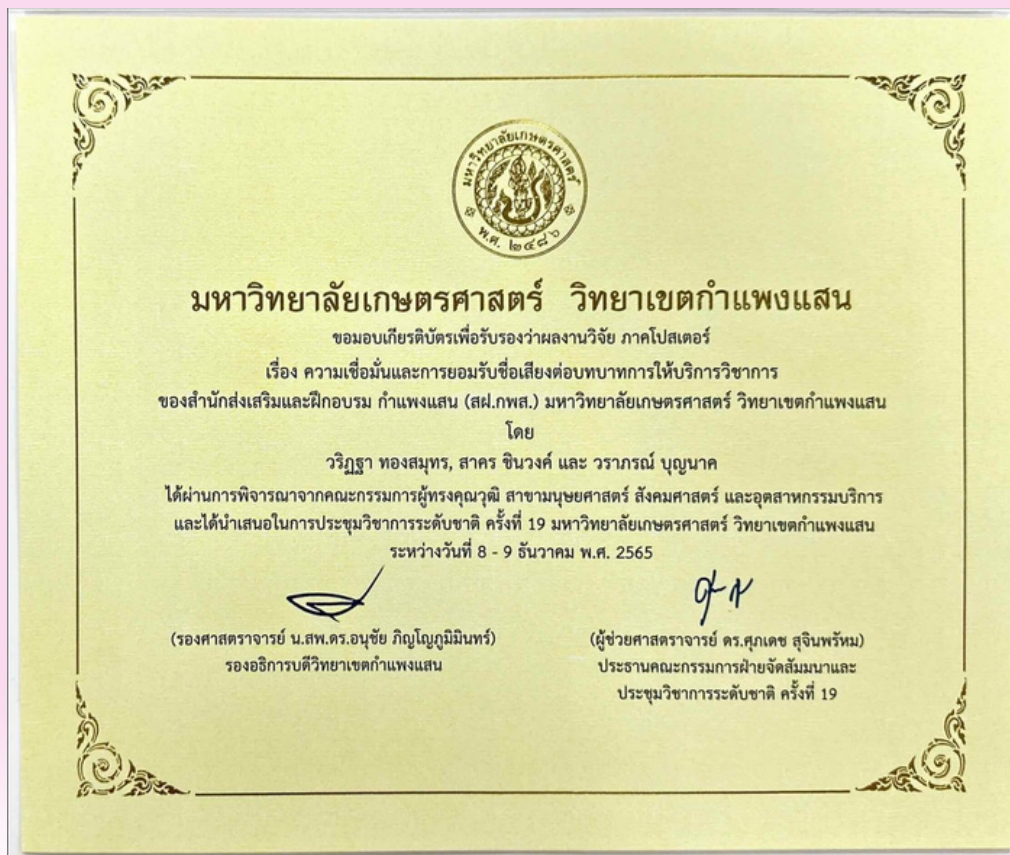 มหาวิทยาลัยเกษตรศาสตร์
พ.ศ. ๒๔๘๖
มหาวิทยาลัยเกษตรศาสตร์ วิทยาเขตกำแพงแสน
ขอมอบเกียรติบัตรเพื่อรับรองว่าผลงานวิจัย ภาคโปสเตอร์
เรื่อง ความเชื่อมั่นและการยอมรับชื่อเสียงต่อบทบาทการให้บริการวิชาการ
ของสำนักส่งเสริมและฝึกอบรม กำแพงแสน (สฝ.กพส.) มหาวิทยาลัยเกษตรศาสตร์ วิทยาเขตกำแพงแสน
โดย
วริฏฐา ทองสมุทร, สาคร ชินวงค์ และ วราภรณ์ บุญนาค
ได้ผ่านการพิจารณาจากคณะกรรมการผู้ทรงคุณวุฒิ สาขามนุษยศาสตร์ สังคมศาสตร์ และอุตสาหกรรมบริการ
และได้นำเสนอในการประชุมวิชาการระดับชาติ ครั้งที่ 19 มหาวิทยาลัยเกษตรศาสตร์ วิทยาเขตกำแพงแสน
ระหว่างวันที่ 8 - 9 ธันวาคม พ.ศ. 2565
(รองศาสตราจารย์ น.สพ.ดร.อนุชัย ภิญโญภูมิมินทร์)
รองอธิการบดีวิทยาเขตกำแพงแสน
(ผู้ช่วยศาสตราจารย์ ดร.ศุภเดช สุจินพรัหม)
ประธานคณะกรรมการฝ่ายจัดสัมมนาและ
ประชุมวิชาการระดับชาติ ครั้งที่ 19